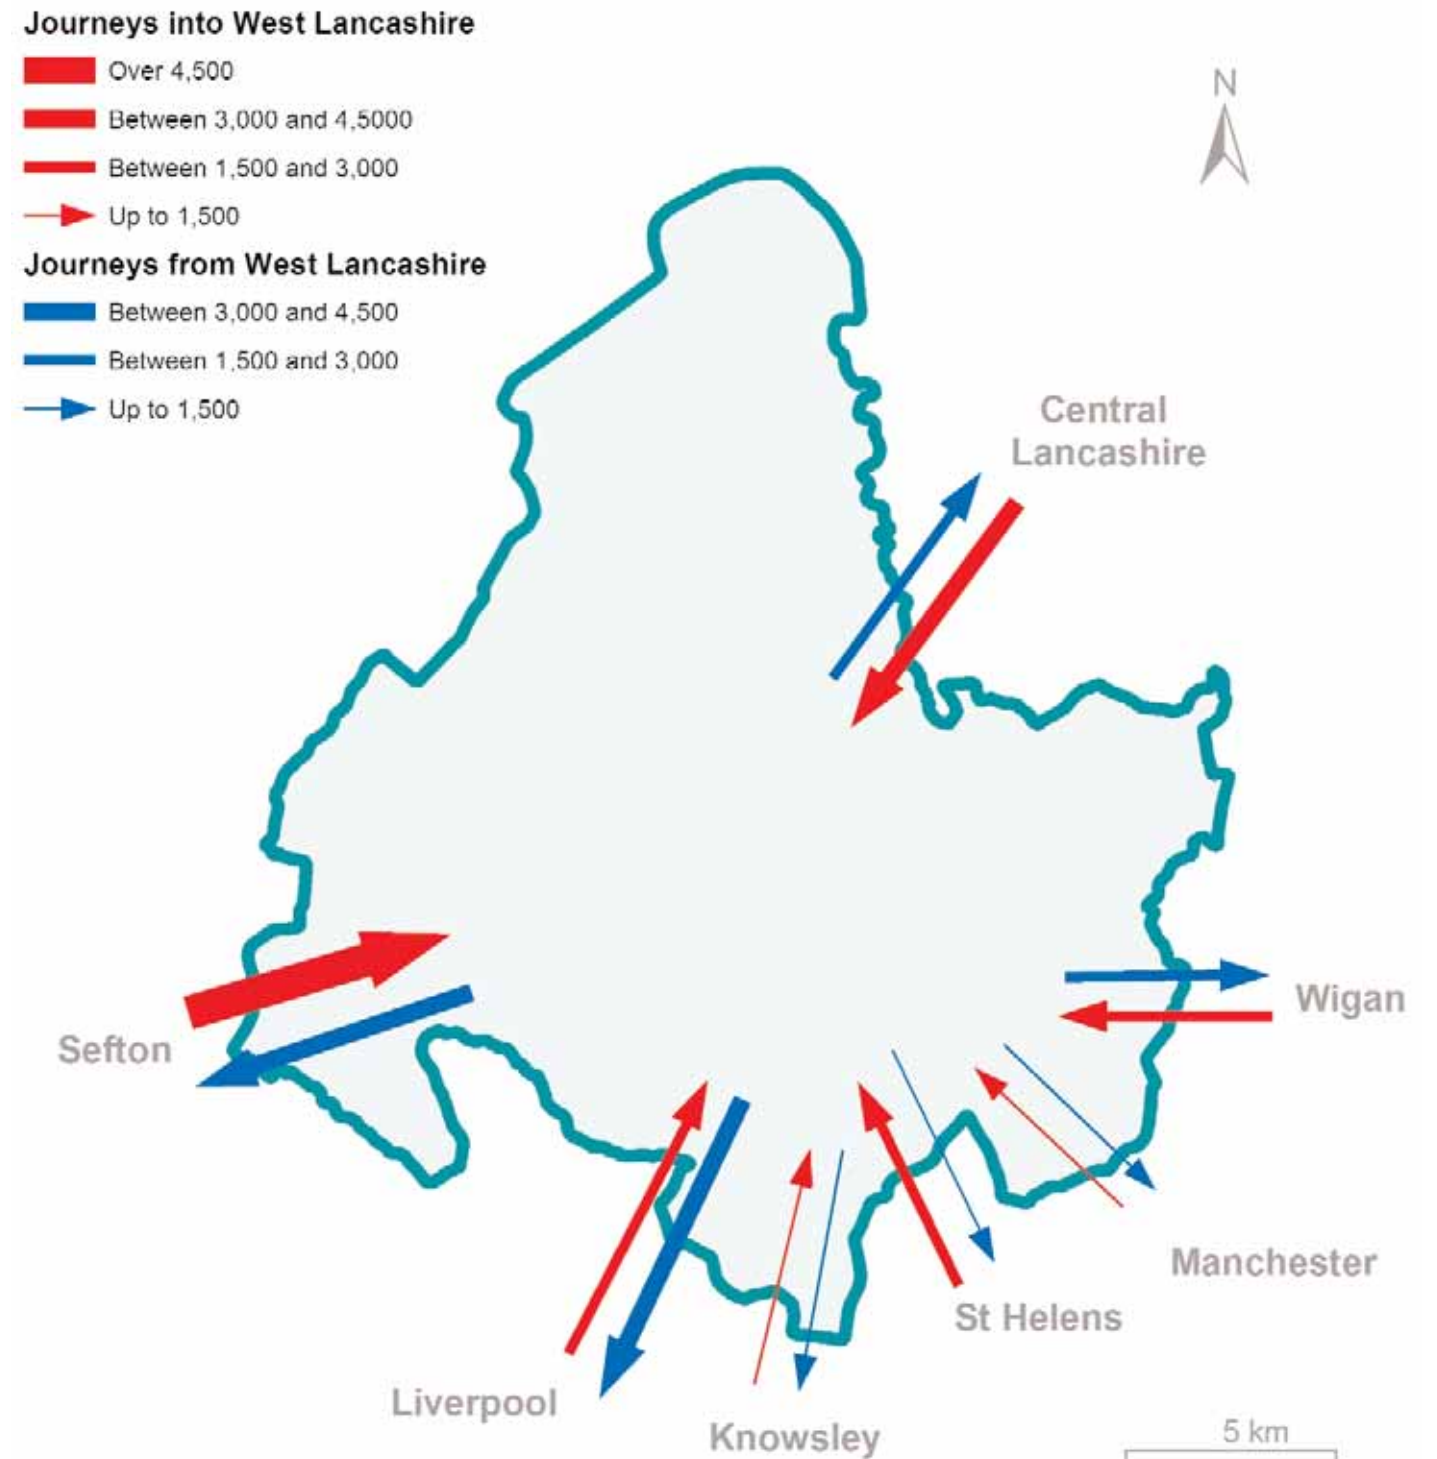 Journeys into West Lancashire
Over 4,500
Between 3,000 and 4,5000
Between 1,500 and 3,000
Up to 1,500
Journeys from West Lancashire
Between 3,000 and 4,500
Between 1,500 and 3,000
Up to 1,500
N
Central
Lancashire
Wigan
Sefton
Manchester
St Helens
Liverpool
Knowsley
5 km